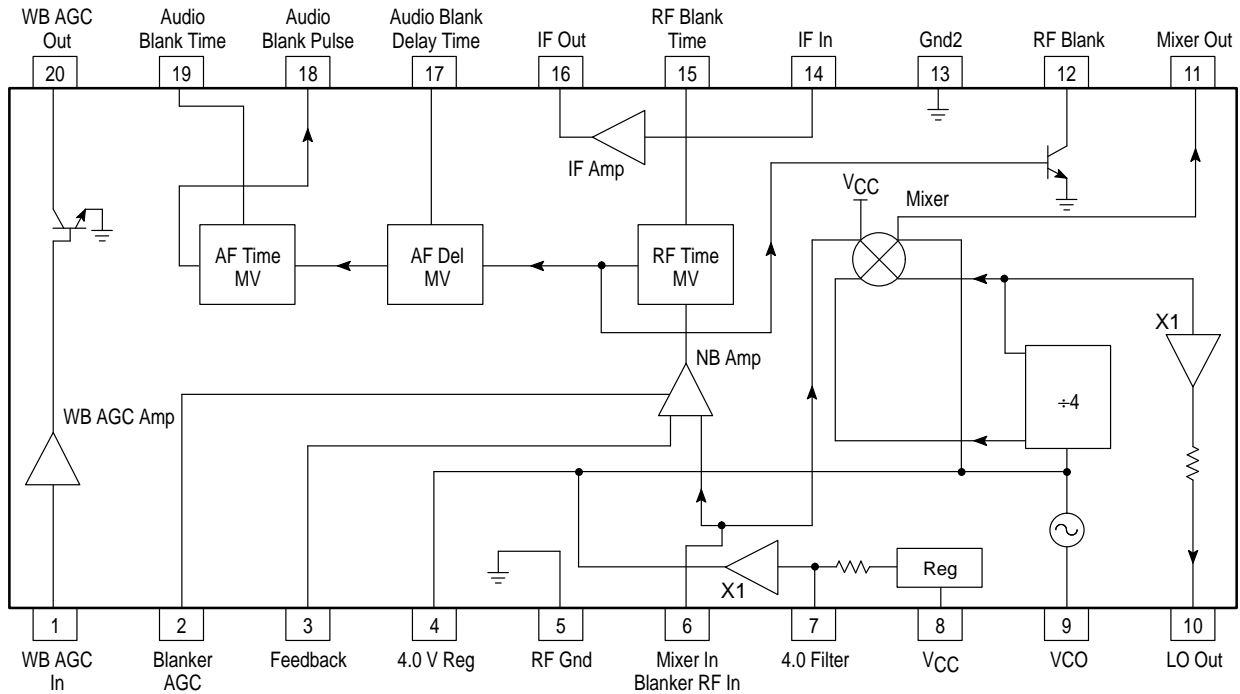 WB AGC
Out
Audio
Blank Time
Audio
Blank Pulse
Audio Blank
Delay Time
IF Out
RF Blank
Time
IF In
Gnd2
RF Blank
Mixer Out
20
19
18
17
16
15
14
13
12
11
IF Amp
VCC
Mixer
AF Time
MV
AF Del
MV
RF Time
MV
X1
NB Amp
÷4
WB AGC Amp
X1
Reg
1
2
3
4
5
6
7
8
9
10
WB AGC
In
Blanker
AGC
Feedback
4.0 V Reg
RF Gnd
Mixer In
Blanker RF In
4.0 Filter
VCC
VCO
LO Out